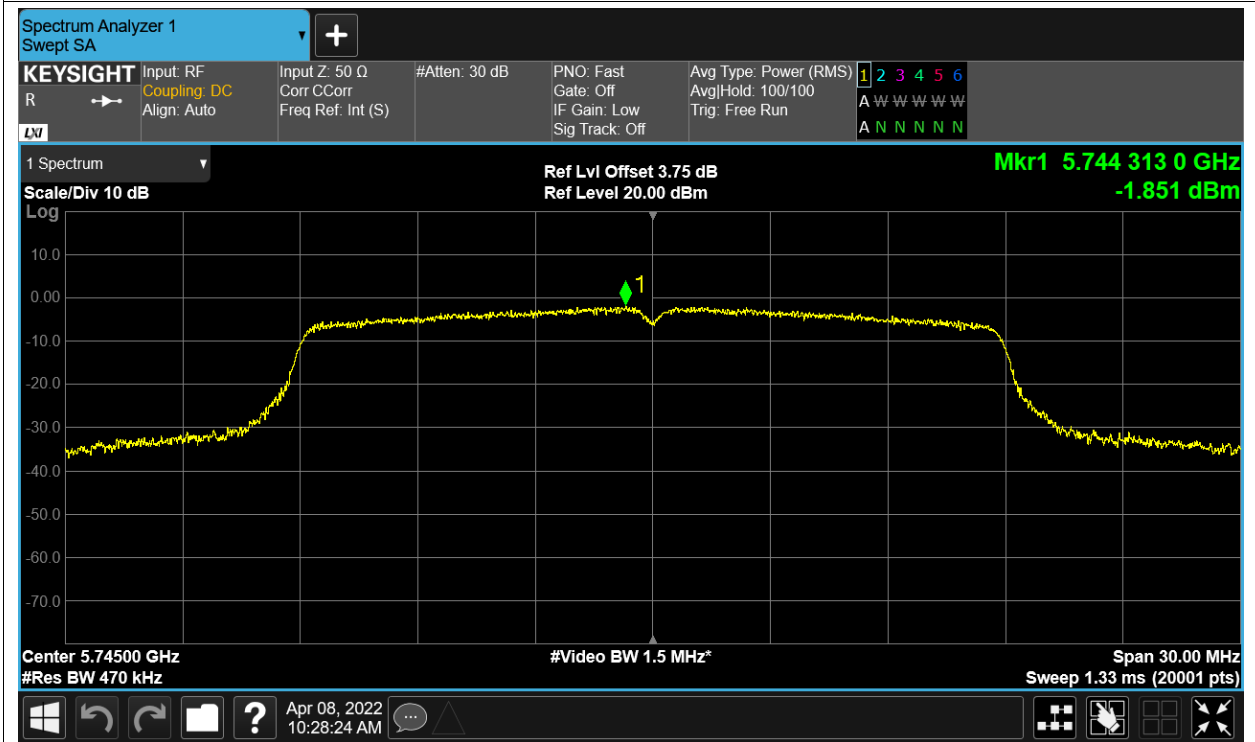 Spectrum Analyzer 1
Swept SA
+
KEYSIGHT
R
LXI
Input: RF
Coupling: DC
Align: Auto
Input Z: 50 Ω
Corr CCorr
Freq Ref: Int (S)
#Atten: 30 dB
PNO: Fast
Gate: Off
IF Gain: Low
Sig Track: Off
Avg Type: Power (RMS)
Avg|Hold: 100/100
Trig: Free Run
1 2 3 4 5 6
A W W W W W
A N N N N N
1 Spectrum
Scale/Div 10 dB
Log
Ref Lvl Offset 3.75 dB
Ref Level 20.00 dBm
Mkr1 5.744 313 0 GHz
-1.851 dBm
10.0
0.00
-10.0
-20.0
-30.0
-40.0
-50.0
-60.0
-70.0
1
Center 5.74500 GHz
#Res BW 470 kHz
#Video BW 1.5 MHz*
Span 30.00 MHz
Sweep 1.33 ms (20001 pts)
?
Apr 08, 2022
10:28:24 AM